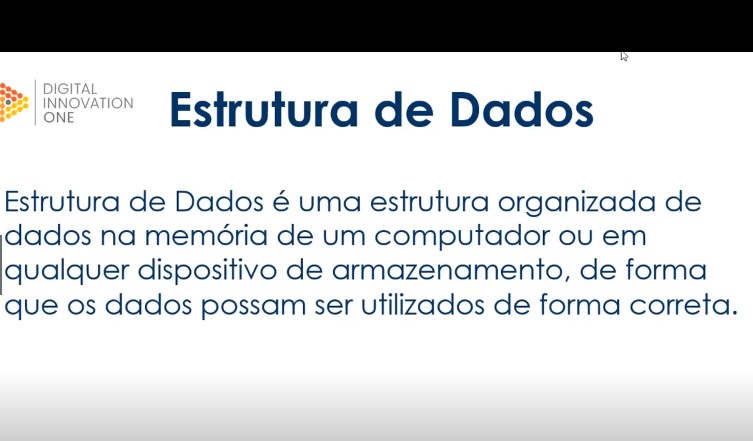 DIGITAL
INNOVATION
ONE
Estrutura de Dados
Estrutura de Dados é uma estrutura organizada de
dados na memória de um computador ou em
qualquer dispositivo de armazenamento, de forma
que os dados possam ser utilizados de forma correta.